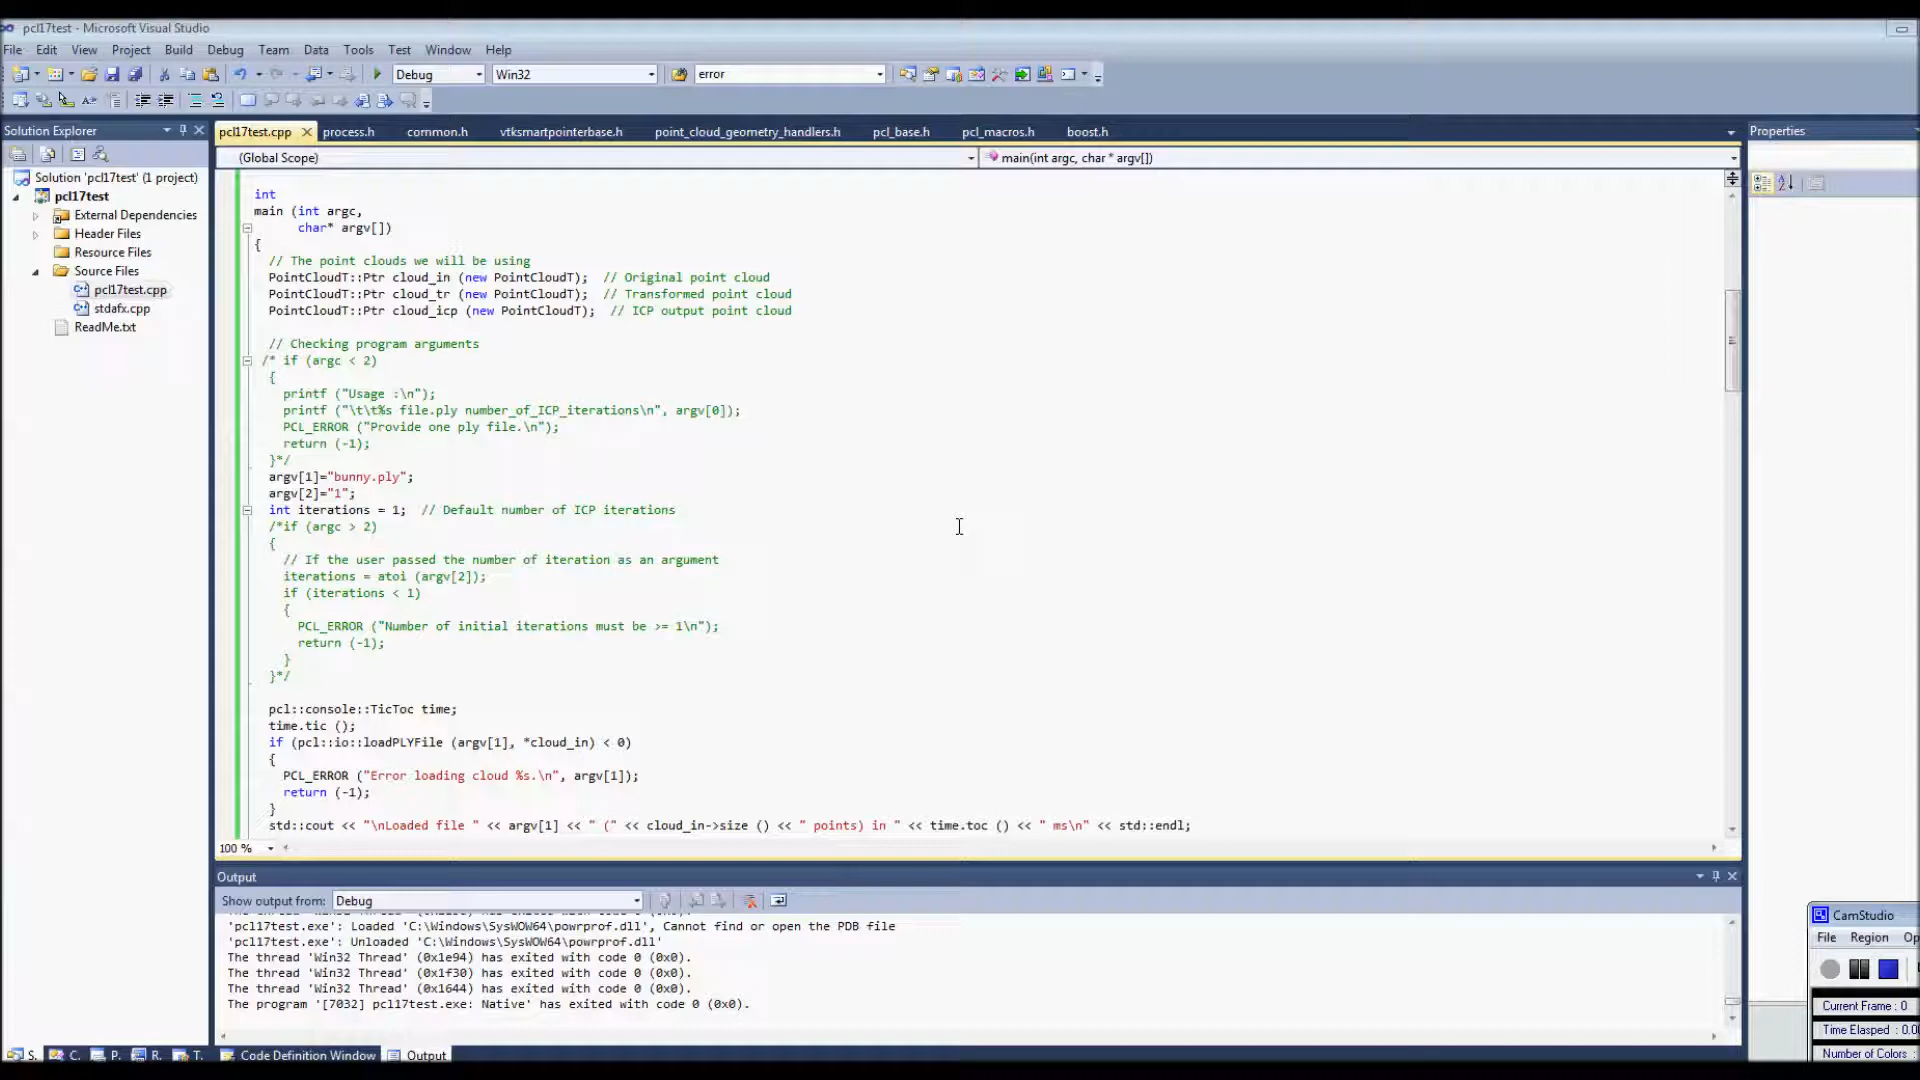 pcl17test - Microsoft Visual Studio
File Edit View Project Build Debug Team Data Tools Test Window Help
Debug Win32 error
Solution Explorer
pcl17test.cpp process.h common.h vtksmartpointerbase.h point_cloud_geometry_handlers.h pcl_base.h pcl_macros.h boost.h
Properties
(Global Scope) main(int argc, char * argv[])
Solution 'pcl17test' (1 project)
pcl17test
External Dependencies
Header Files
Resource Files
Source Files
pcl17test.cpp
stdafx.cpp
ReadMe.txt
int
main (int argc,
char* argv[])
{
// The point clouds we will be using
PointCloudT::Ptr cloud_in (new PointCloudT);  // Original point cloud
PointCloudT::Ptr cloud_tr (new PointCloudT);  // Transformed point cloud
PointCloudT::Ptr cloud_icp (new PointCloudT);  // ICP output point cloud
// Checking program arguments
/* if (argc < 2)
{
printf ("Usage :\n");
printf ("\t\t%s file.ply number_of_ICP_iterations\n", argv[0]);
PCL_ERROR ("Provide one ply file.\n");
return (-1);
}*/
argv[1]="bunny.ply";
argv[2]="1";
int iterations = 1;  // Default number of ICP iterations
/*if (argc > 2)
{
// If the user passed the number of iteration as an argument
iterations = atoi (argv[2]);
if (iterations < 1)
{
PCL_ERROR ("Number of initial iterations must be >= 1\n");
return (-1);
}
}*/
pcl::console::TicToc time;
time.tic ();
if (pcl::io::loadPLYFile (argv[1], *cloud_in) < 0)
{
PCL_ERROR ("Error loading cloud %s.\n", argv[1]);
return (-1);
}
std::cout << "\nLoaded file " << argv[1] << " (" << cloud_in->size () << " points) in " << time.toc () << " ms\n" << std::endl;
100 %
Output
Show output from: Debug
'pcl17test.exe': Loaded 'C:\Windows\SysWOW64\powrprof.dll', Cannot find or open the PDB file
'pcl17test.exe': Unloaded 'C:\Windows\SysWOW64\powrprof.dll'
The thread 'Win32 Thread' (0x1e94) has exited with code 0 (0x0).
The thread 'Win32 Thread' (0x1f30) has exited with code 0 (0x0).
The thread 'Win32 Thread' (0x1644) has exited with code 0 (0x0).
The program '[7032] pcl17test.exe: Native' has exited with code 0 (0x0).
S. C. P. R. T. Code Definition Window Output
CamStudio
File Region Op
Current Frame : 0
Time Elasped : 0.0
Number of Colors :